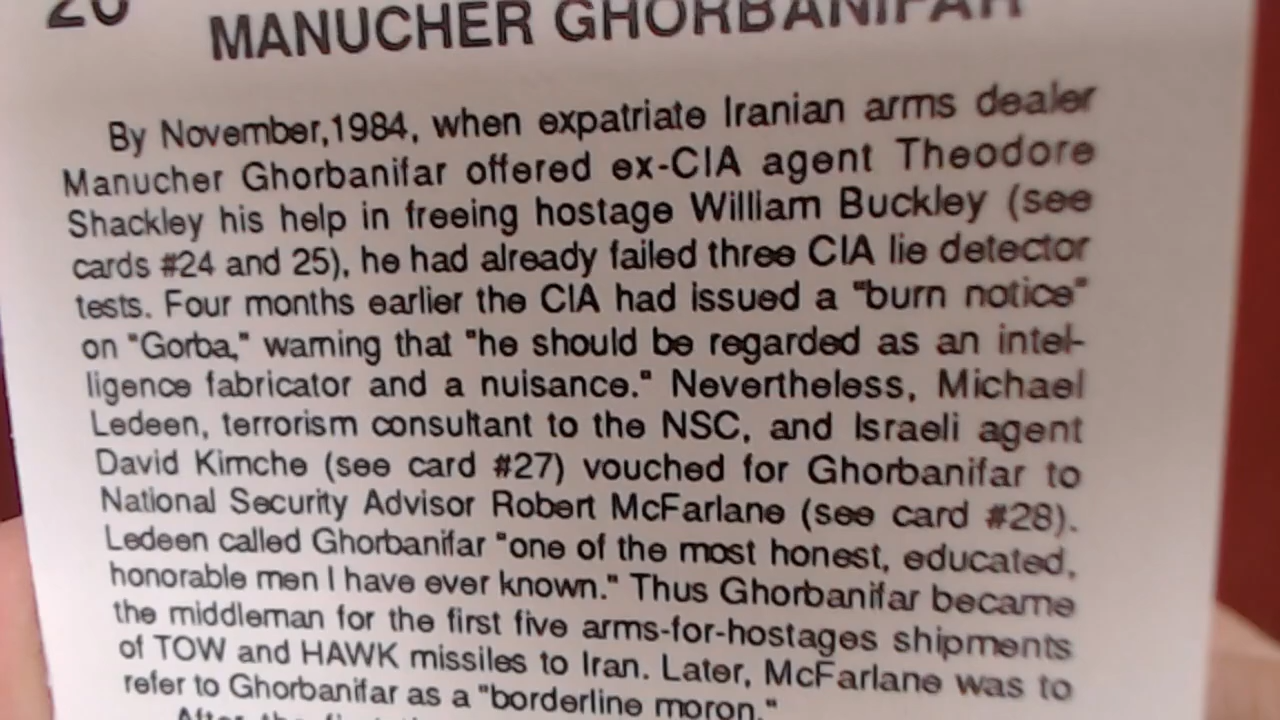 20
MANUCHER GHORBANIFAR
By November,1984, when expatriate Iranian arms dealer
Manucher Ghorbanifar offered ex-CIA agent Theodore
Shackley his help in freeing hostage William Buckley (see
cards #24 and 25), he had already failed three CIA lie detector
tests. Four months earlier the CIA had issued a "burn notice"
on "Gorba," warning that "he should be regarded as an intel-
ligence fabricator and a nuisance." Nevertheless, Michael
Ledeen, terrorism consultant to the NSC, and Israeli agent
David Kimche (see card #27) vouched for Ghorbanifar to
National Security Advisor Robert McFarlane (see card #28).
Ledeen called Ghorbanifar "one of the most honest, educated,
honorable men I have ever known." Thus Ghorbanifar became
the middleman for the first five arms-for-hostages shipments
of TOW and HAWK missiles to Iran. Later, McFarlane was to
refer to Ghorbanifar as a "borderline moron."
After the first